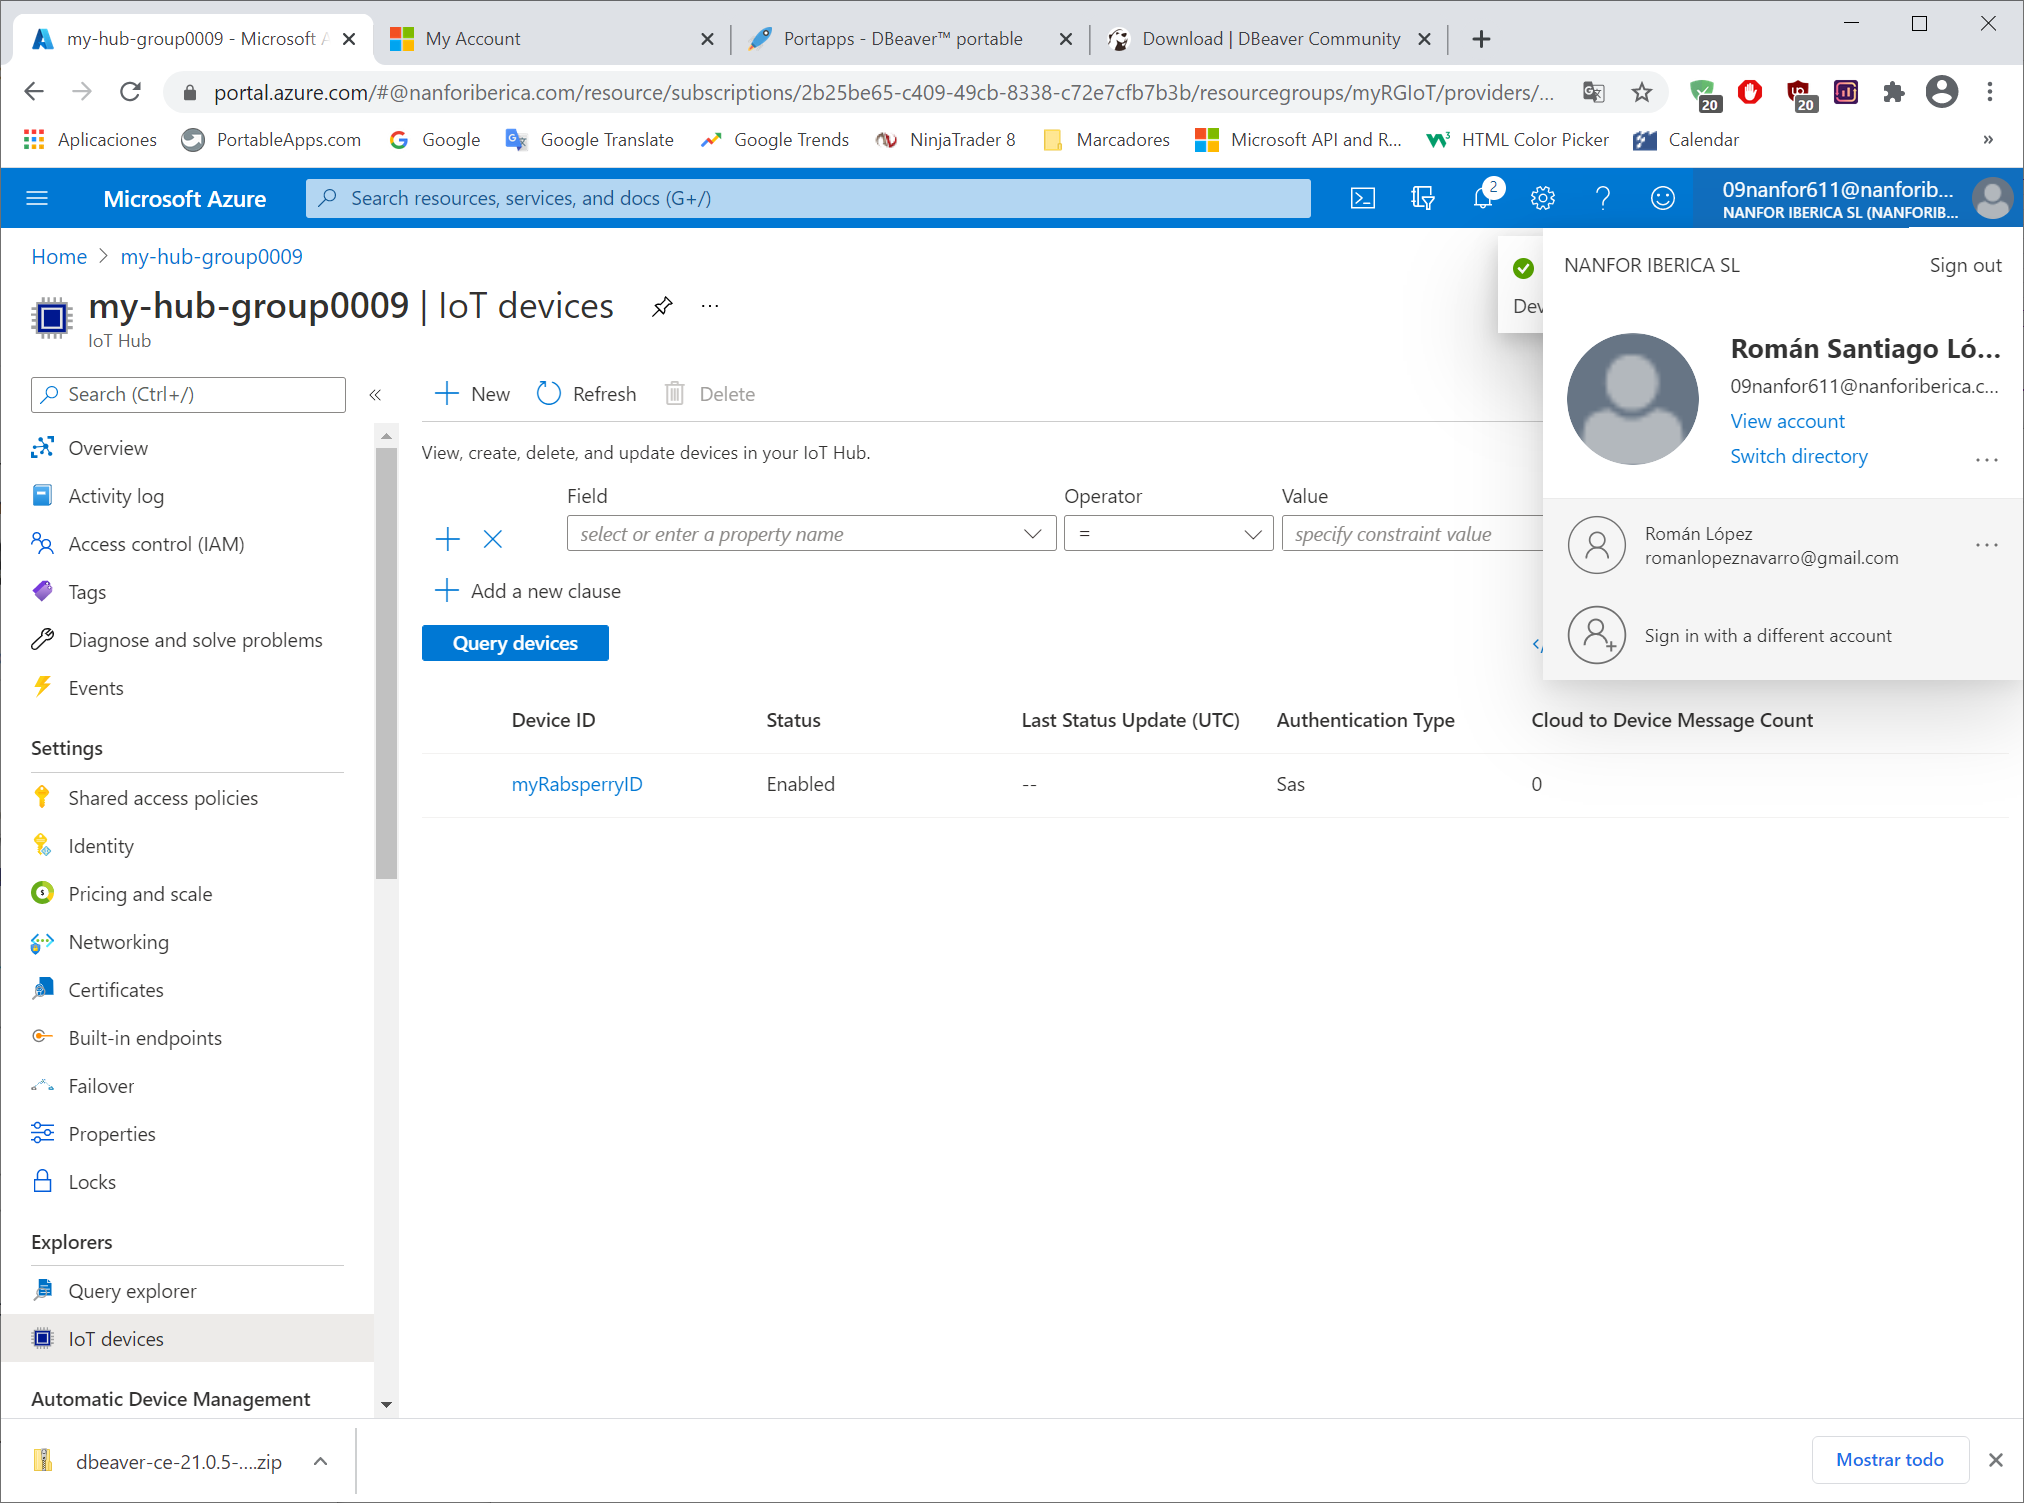 my-hub-group0009 - Microsoft A
My Account
Portapps - DBeaver™ portable
Download | DBeaver Community
portal.azure.com/#@nanforiberica.com/resource/subscriptions/2b25be65-c409-49cb-8338-c72e7cfb7b3b/resourcegroups/myRGIoT/providers/...
20
20
Aplicaciones
PortableApps.com
Google
Google Translate
Google Trends
NinjaTrader 8
Marcadores
Microsoft API and R...
HTML Color Picker
Calendar
»
Microsoft Azure
Search resources, services, and docs (G+/)
2
09nanfor611@nanforib...
NANFOR IBERICA SL (NANFORIB...
Home > my-hub-group0009
my-hub-group0009 | IoT devices
...
IoT Hub
Search (Ctrl+/)
«
Overview
Activity log
Access control (IAM)
Tags
Diagnose and solve problems
Events
Settings
Shared access policies
Identity
Pricing and scale
Networking
Certificates
Built-in endpoints
Failover
Properties
Locks
Explorers
Query explorer
IoT devices
Automatic Device Management
New
Refresh
Delete
View, create, delete, and update devices in your IoT Hub.
Field
Operator
Value
select or enter a property name
=
specify constraint value
Add a new clause
Query devices
Device ID
Status
Last Status Update (UTC)
Authentication Type
Cloud to Device Message Count
myRabsperryID
Enabled
--
Sas
0
Dev
NANFOR IBERICA SL
Sign out
Román Santiago Ló...
09nanfor611@nanforiberica.c...
View account
Switch directory
...
Román López
romanlopeznavarro@gmail.com
...
Sign in with a different account
dbeaver-ce-21.0.5-....zip
Mostrar todo